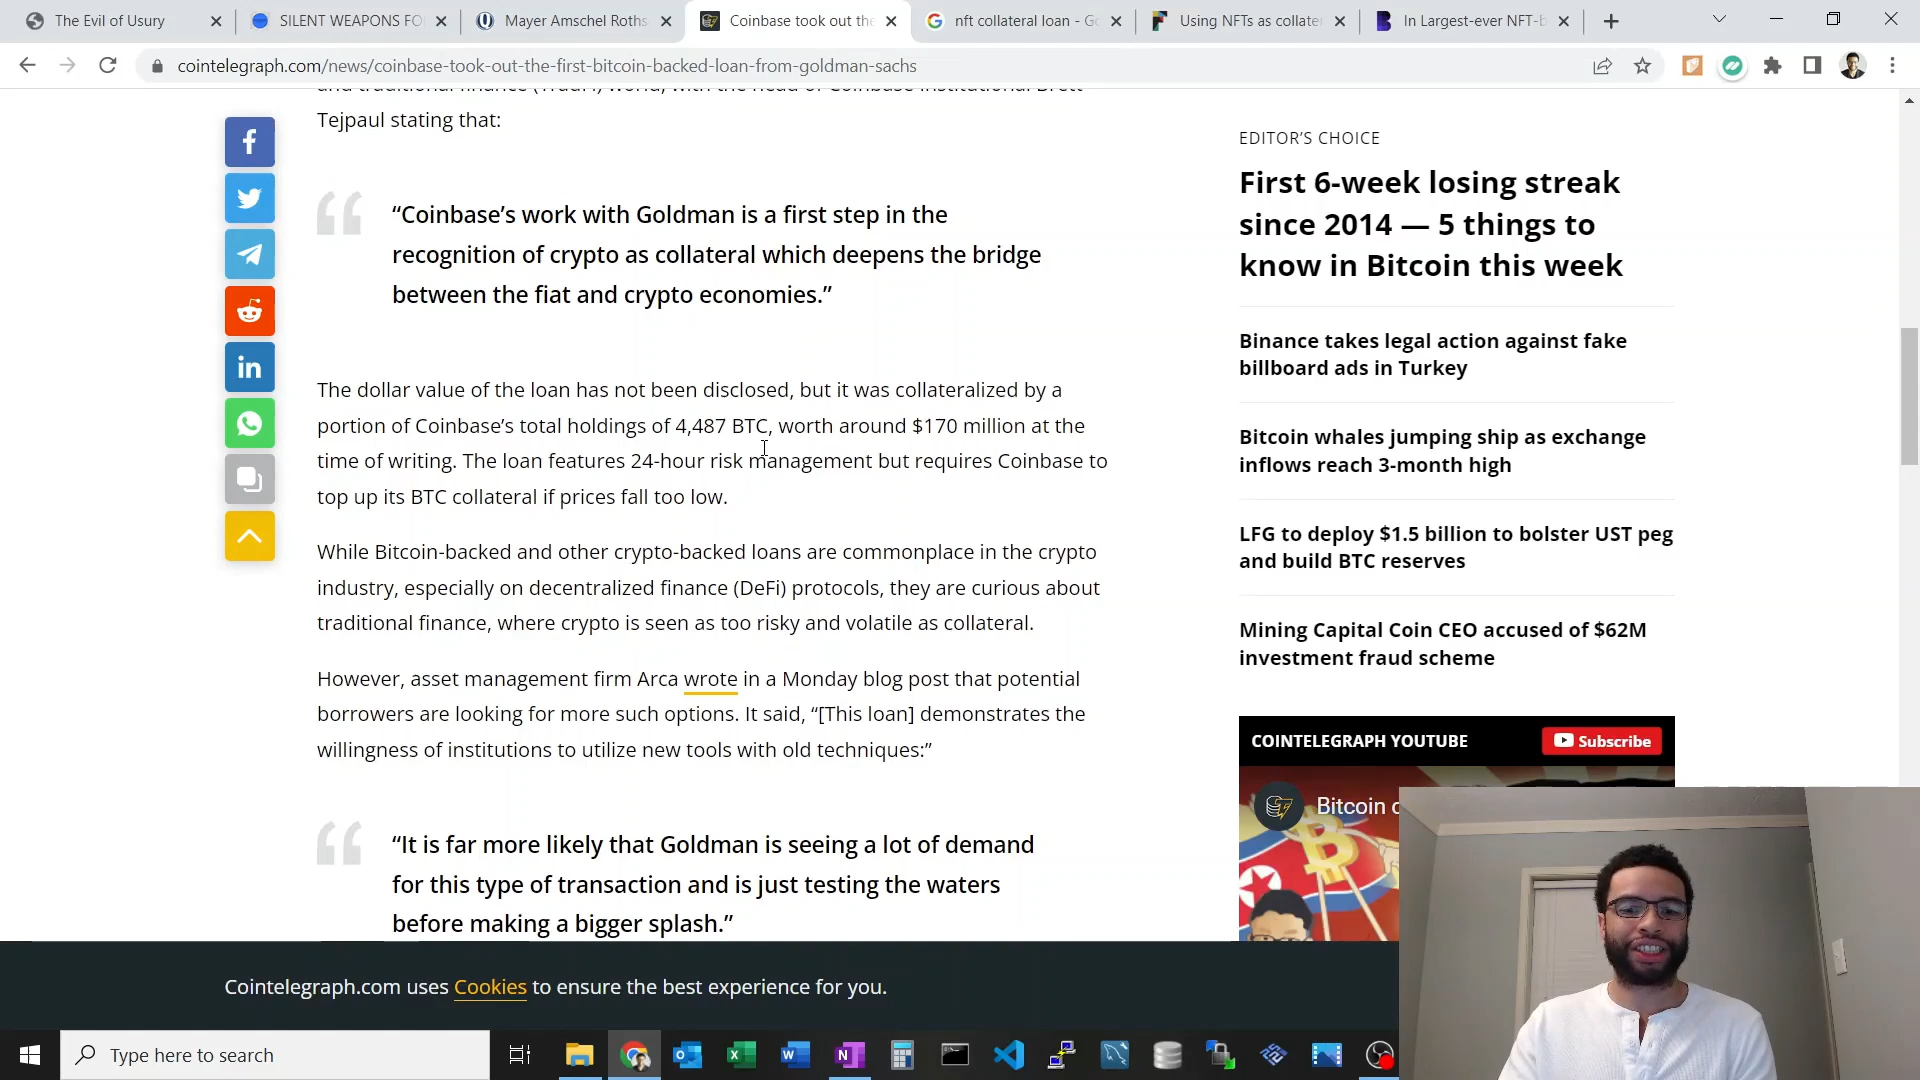 The Evil of Usury
SILENT WEAPONS FO
Mayer Amschel Roths
Coinbase took out the
nft collateral loan - Go
Using NFTs as collate
In Largest-ever NFT-b
cointelegraph.com/news/coinbase-took-out-the-first-bitcoin-backed-loan-from-goldman-sachs
Tejpaul stating that:
“Coinbase’s work with Goldman is a first step in the
recognition of crypto as collateral which deepens the bridge
between the fiat and crypto economies.”
The dollar value of the loan has not been disclosed, but it was collateralized by a
portion of Coinbase’s total holdings of 4,487 BTC, worth around $170 million at the
time of writing. The loan features 24-hour risk management but requires Coinbase to
top up its BTC collateral if prices fall too low.
While Bitcoin-backed and other crypto-backed loans are commonplace in the crypto
industry, especially on decentralized finance (DeFi) protocols, they are curious about
traditional finance, where crypto is seen as too risky and volatile as collateral.
However, asset management firm Arca wrote in a Monday blog post that potential
borrowers are looking for more such options. It said, “[This loan] demonstrates the
willingness of institutions to utilize new tools with old techniques:”
“It is far more likely that Goldman is seeing a lot of demand
for this type of transaction and is just testing the waters
before making a bigger splash.”
EDITOR’S CHOICE
First 6-week losing streak
since 2014 — 5 things to
know in Bitcoin this week
Binance takes legal action against fake
billboard ads in Turkey
Bitcoin whales jumping ship as exchange
inflows reach 3-month high
LFG to deploy $1.5 billion to bolster UST peg
and build BTC reserves
Mining Capital Coin CEO accused of $62M
investment fraud scheme
COINTELEGRAPH YOUTUBE
Subscribe
Bitcoin
Cointelegraph.com uses Cookies to ensure the best experience for you.
Type here to search